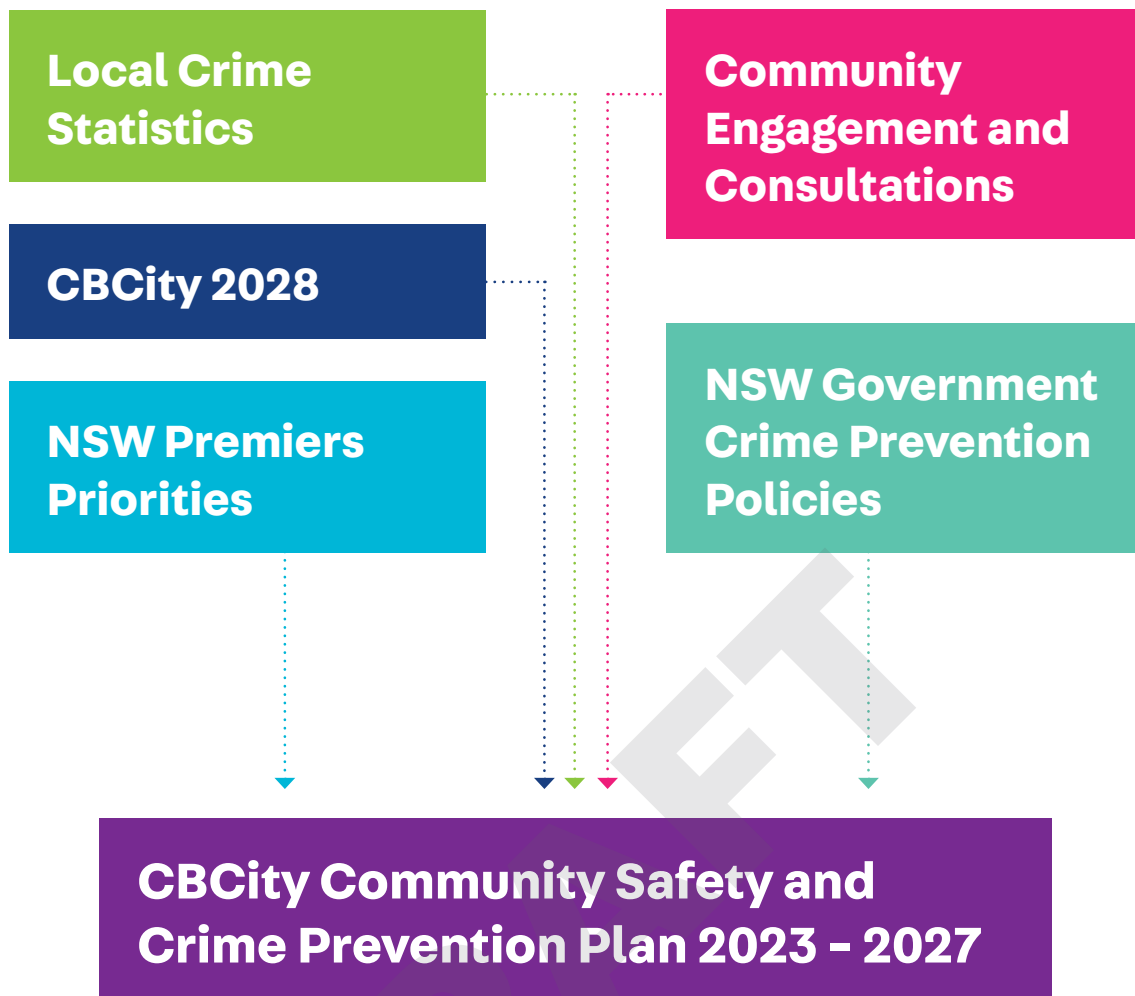 Local Crime
Statistics
Community
Engagement and
Consultations
CBCity 2028
NSW Premiers
Priorities
NSW Government
Crime Prevention
Policies
CBCity Community Safety and
Crime Prevention Plan 2023 – 2027